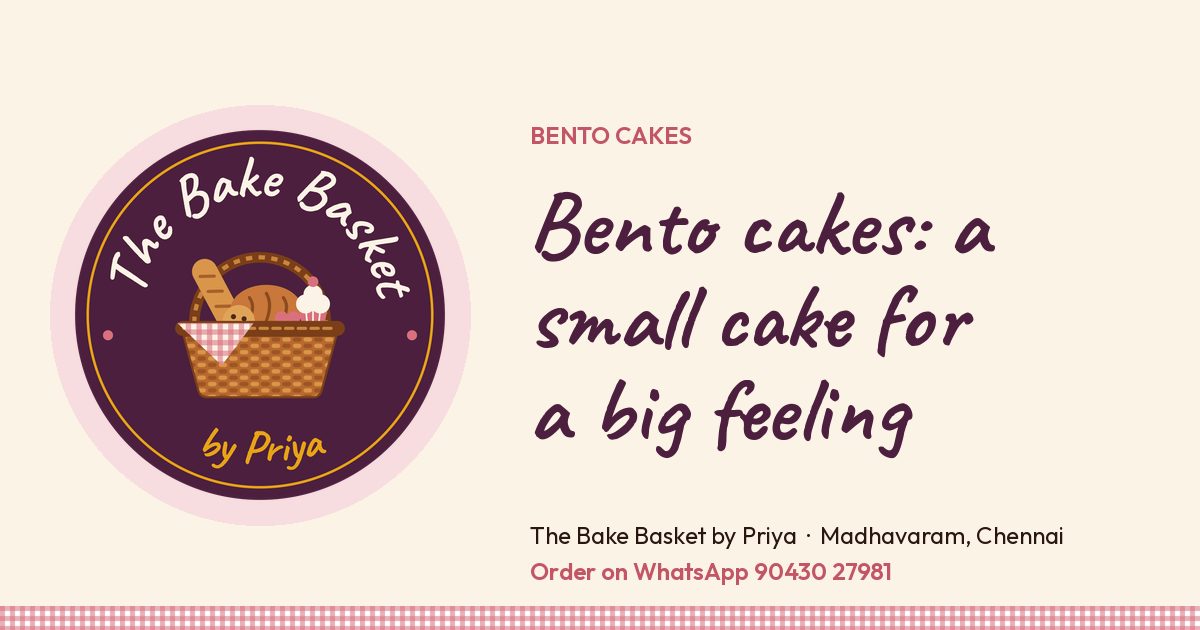 The Bake Basket
by Priya
BENTO CAKES
Bento cakes: a
small cake for
a big feeling
The Bake Basket by Priya · Madhavaram, Chennai
Order on WhatsApp 90430 27981